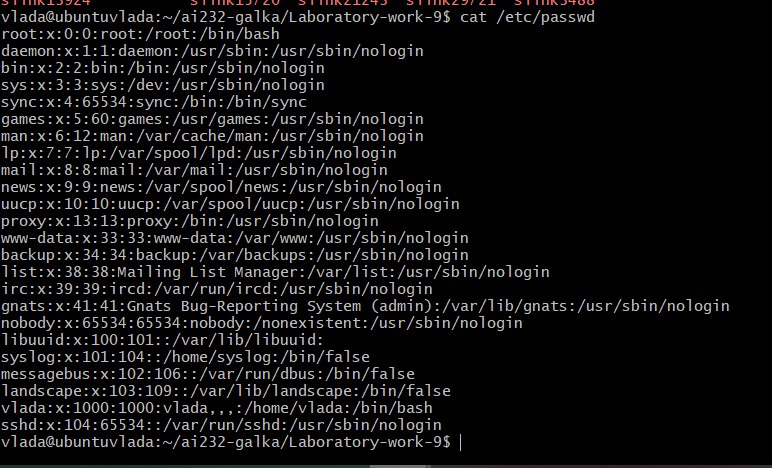 vlada@ubuntuvlada:~/ai232-galka/Laboratory-work-9$ cat /etc/passwd
root:x:0:0:root:/root:/bin/bash
daemon:x:1:1:daemon:/usr/sbin:/usr/sbin/nologin
bin:x:2:2:bin:/bin:/usr/sbin/nologin
sys:x:3:3:sys:/dev:/usr/sbin/nologin
sync:x:4:65534:sync:/bin:/bin/sync
games:x:5:60:games:/usr/games:/usr/sbin/nologin
man:x:6:12:man:/var/cache/man:/usr/sbin/nologin
lp:x:7:7:lp:/var/spool/lpd:/usr/sbin/nologin
mail:x:8:8:mail:/var/mail:/usr/sbin/nologin
news:x:9:9:news:/var/spool/news:/usr/sbin/nologin
uucp:x:10:10:uucp:/var/spool/uucp:/usr/sbin/nologin
proxy:x:13:13:proxy:/bin:/usr/sbin/nologin
www-data:x:33:33:www-data:/var/www:/usr/sbin/nologin
backup:x:34:34:backup:/var/backups:/usr/sbin/nologin
list:x:38:38:Mailing List Manager:/var/list:/usr/sbin/nologin
irc:x:39:39:ircd:/var/run/ircd:/usr/sbin/nologin
gnats:x:41:41:Gnats Bug-Reporting System (admin):/var/lib/gnats:/usr/sbin/nologin
nobody:x:65534:65534:nobody:/nonexistent:/usr/sbin/nologin
libuuid:x:100:101::/var/lib/libuuid:
syslog:x:101:104::/home/syslog:/bin/false
messagebus:x:102:106::/var/run/dbus:/bin/false
landscape:x:103:109::/var/lib/landscape:/bin/false
vlada:x:1000:1000:vlada,,,:/home/vlada:/bin/bash
sshd:x:104:65534::/var/run/sshd:/usr/sbin/nologin
vlada@ubuntuvlada:~/ai232-galka/Laboratory-work-9$